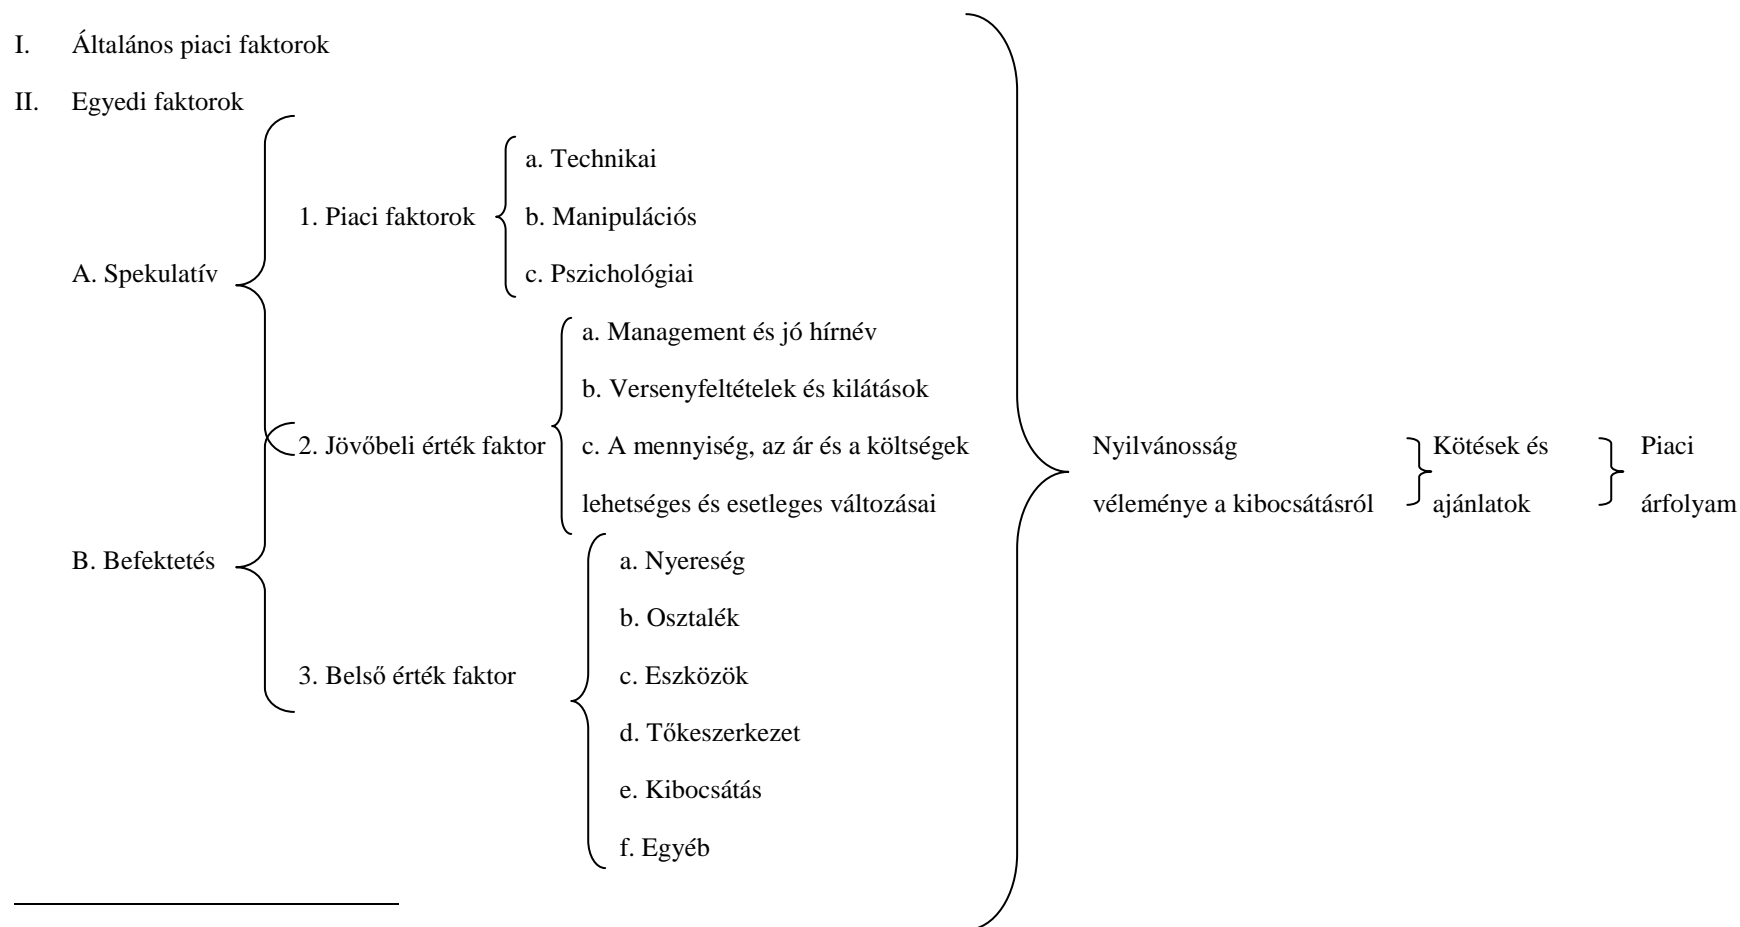 I. Általános piaci faktorok
II. Egyedi faktorok
a. Technikai
1. Piaci faktorok
b. Manipulációs
A. Spekulatív
c. Pszichológiai
a. Management és jó hírnév
b. Versenyfeltételek és kilátások
2. Jövőbeli érték faktor
c. A mennyiség, az ár és a költségek
lehetséges és esetleges változásai
Nyilvánosság
véleménye a kibocsátásról
Kötések és
ajánlatok
Piaci
árfolyam
B. Befektetés
a. Nyereség
b. Osztalék
3. Belső érték faktor
c. Eszközök
d. Tőkeszerkezet
e. Kibocsátás
f. Egyéb